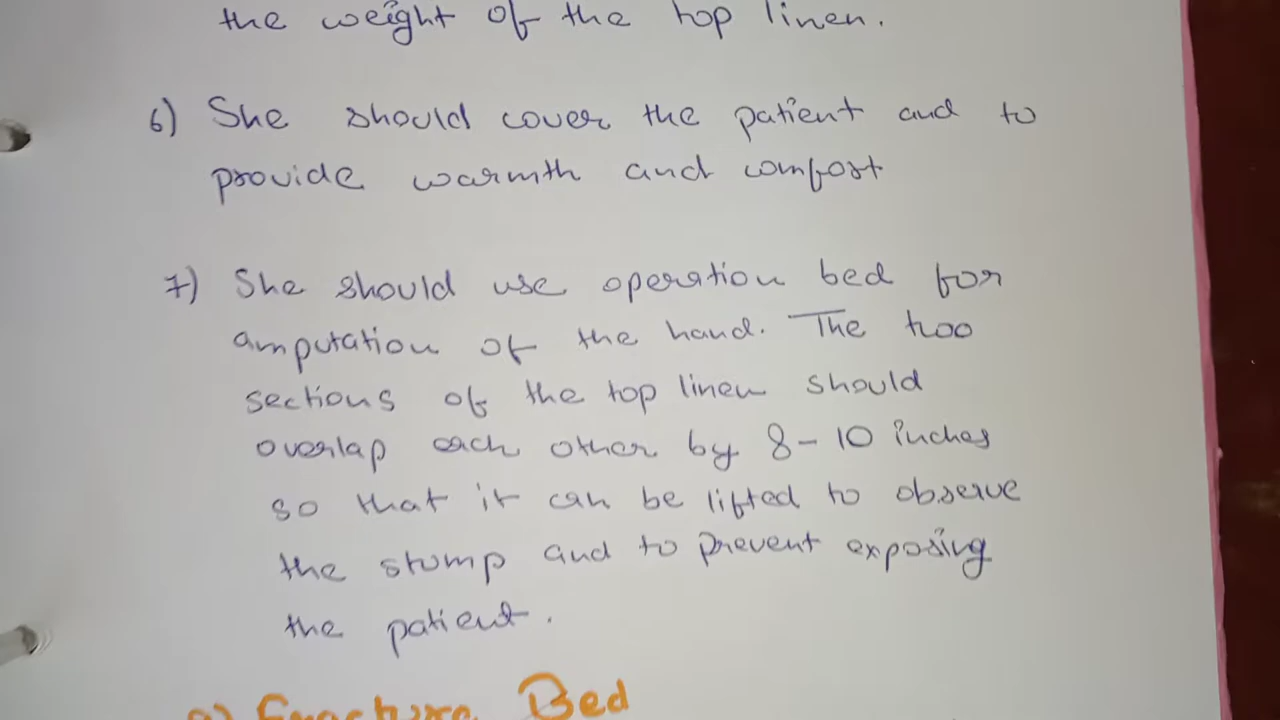 the weight of the top linen.
6) She should cover the patient and to
provide warmth and comfort
7) She should use operation bed for
amputation of the hand. The two
sections of the top linen should
overlap each other by 8-10 inches
so that it can be lifted to observe
the stump and to prevent exposing
the patient.
Fracture Bed